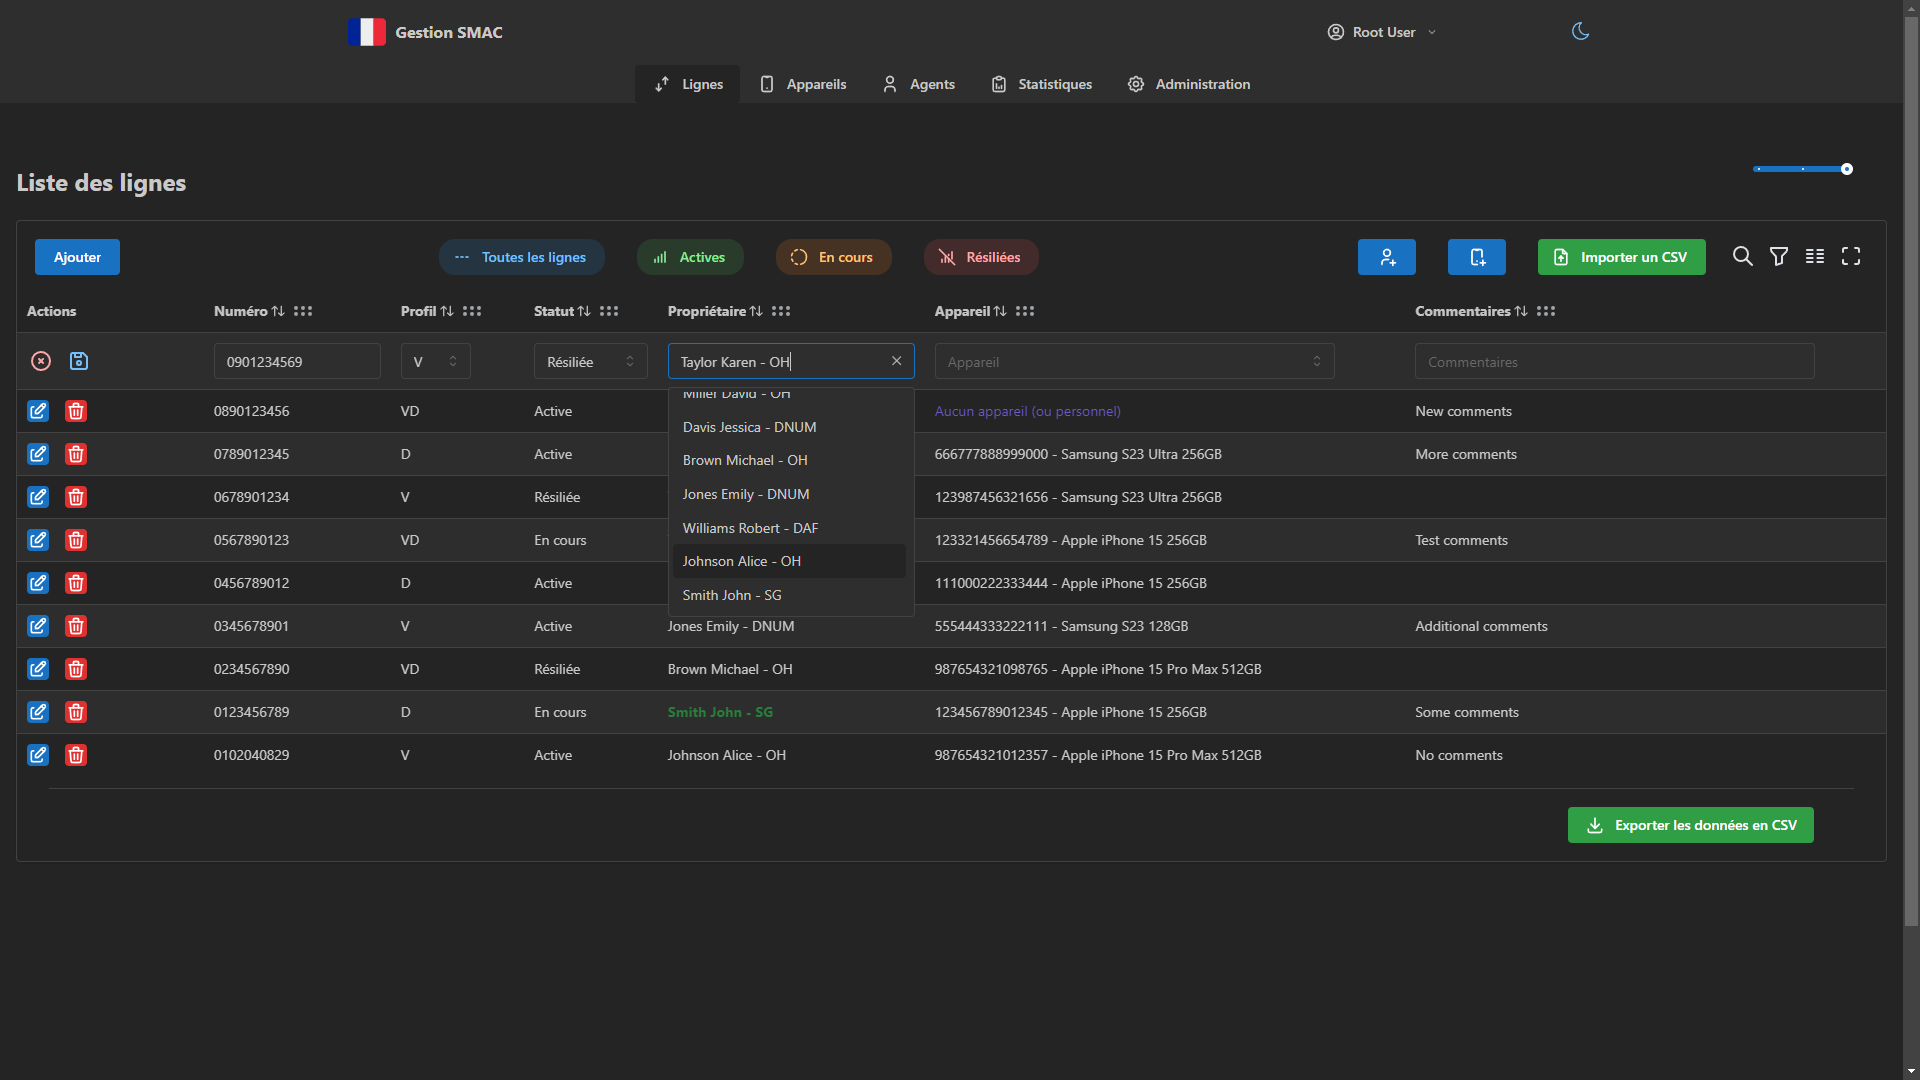 Gestion SMAC
Root User
Lignes
Appareils
Agents
Statistiques
Administration
Liste des lignes
Ajouter
Toutes les lignes
Actives
En cours
Résiliées
Importer un CSV
Actions Numéro Profil Statut Propriétaire Appareil Commentaires
0901234569 V Résiliée Taylor Karen - OH Appareil Commentaires
Miller David - OH
Davis Jessica - DNUM
Brown Michael - OH
Jones Emily - DNUM
Williams Robert - DAF
Johnson Alice - OH
Smith John - SG
0890123456 VD Active Aucun appareil (ou personnel) New comments
0789012345 D Active 666777888999000 - Samsung S23 Ultra 256GB More comments
0678901234 V Résiliée 123987456321656 - Samsung S23 Ultra 256GB
0567890123 VD En cours 123321456654789 - Apple iPhone 15 256GB Test comments
0456789012 D Active 111000222333444 - Apple iPhone 15 256GB
0345678901 V Active Jones Emily - DNUM 555444333222111 - Samsung S23 128GB Additional comments
0234567890 VD Résiliée Brown Michael - OH 987654321098765 - Apple iPhone 15 Pro Max 512GB
0123456789 D En cours Smith John - SG 123456789012345 - Apple iPhone 15 256GB Some comments
0102040829 V Active Johnson Alice - OH 987654321012357 - Apple iPhone 15 Pro Max 512GB No comments
Exporter les données en CSV